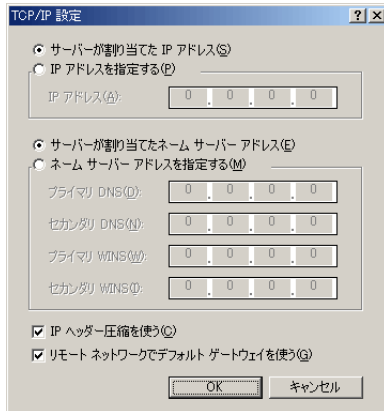 TCP/IP 設定
サーバーが割り当てた IP アドレス(S)
IP アドレスを指定する(P)
IP アドレス(A): 0 . 0 . 0 . 0
サーバーが割り当てたネーム サーバー アドレス(E)
ネーム サーバー アドレスを指定する(M)
プライマリ DNS(D): 0 . 0 . 0 . 0
セカンダリ DNS(N): 0 . 0 . 0 . 0
プライマリ WINS(W): 0 . 0 . 0 . 0
セカンダリ WINS(I): 0 . 0 . 0 . 0
IP ヘッダー圧縮を使う(C)
リモート ネットワークでデフォルト ゲートウェイを使う(G)
OK キャンセル